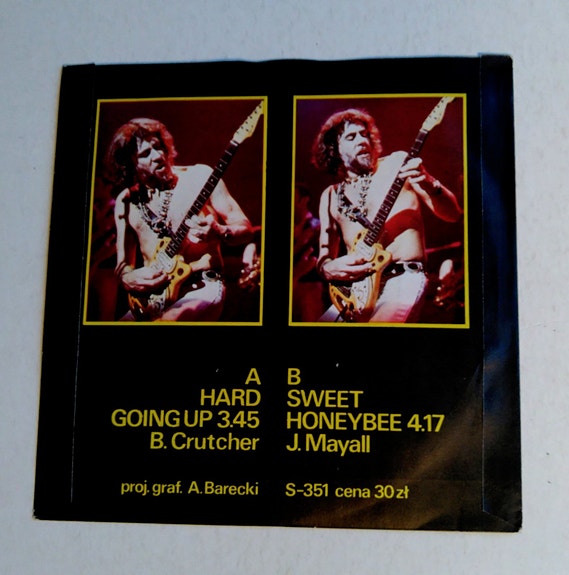 A
HARD
GOING UP 3.45
B. Crutcher
B
SWEET
HONEYBEE 4.17
J. Mayall
proj. graf. A. Barecki
S-351 cena 30 zł